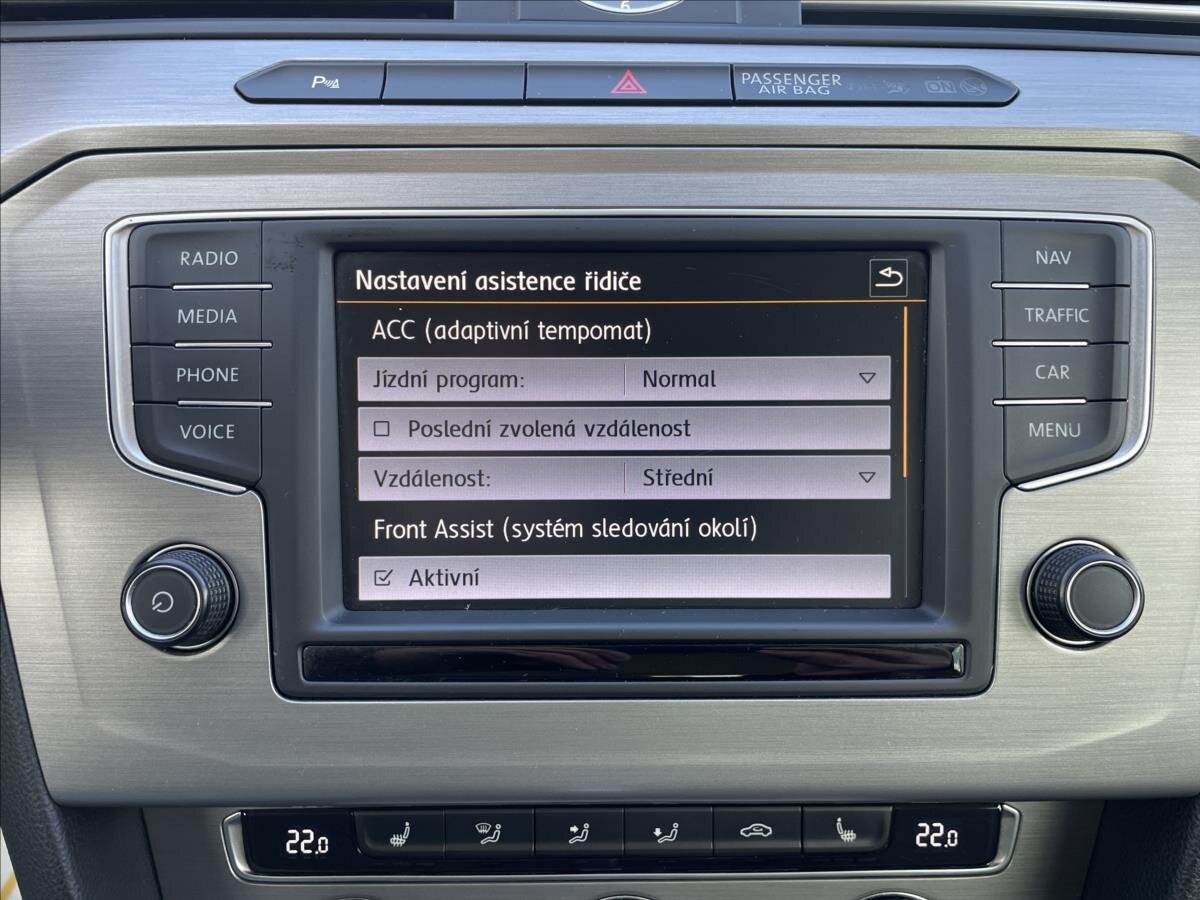 6
P
PASSENGER
AIR BAG
ON
RADIO
MEDIA
PHONE
VOICE
Nastavení asistence řidiče
ACC (adaptivní tempomat)
Jízdní program: Normal
Poslední zvolená vzdálenost
Vzdálenost: Střední
Front Assist (systém sledování okolí)
Aktivní
NAV
TRAFFIC
CAR
MENU
22.0
22.0